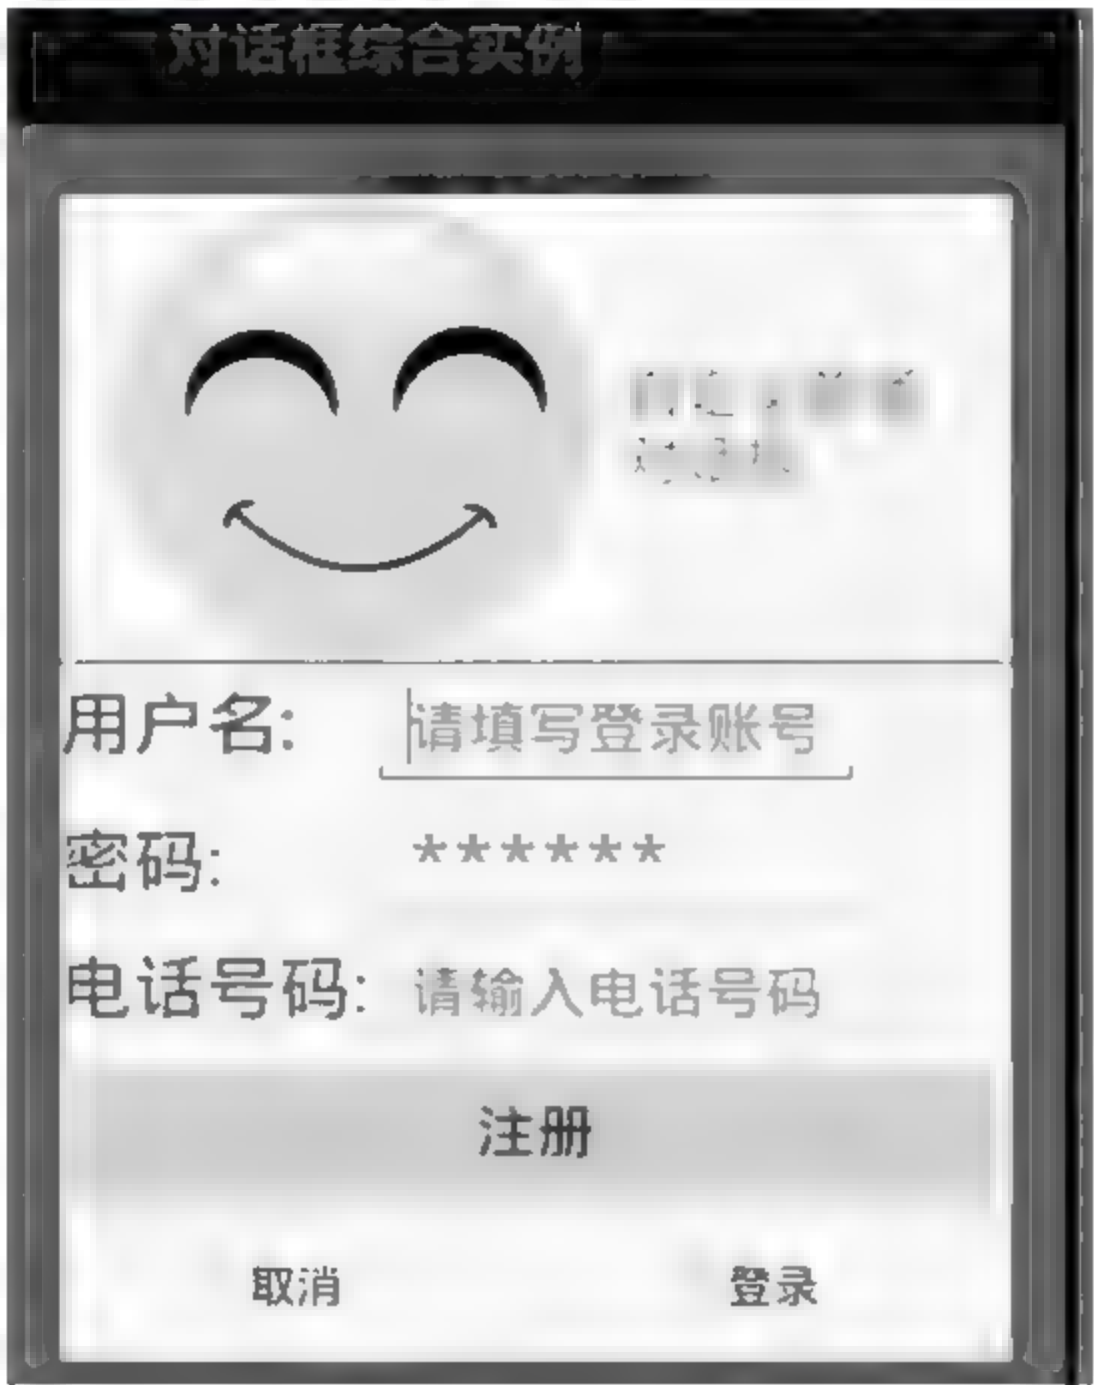 对话框综合实例
用户名: 请填写登录账号
密码: ******
电话号码: 请输入电话号码
注册
取消 登录